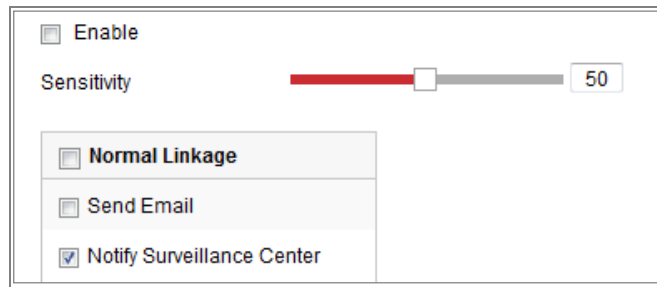 Enable
Sensitivity 50
Normal Linkage
Send Email
Notify Surveillance Center